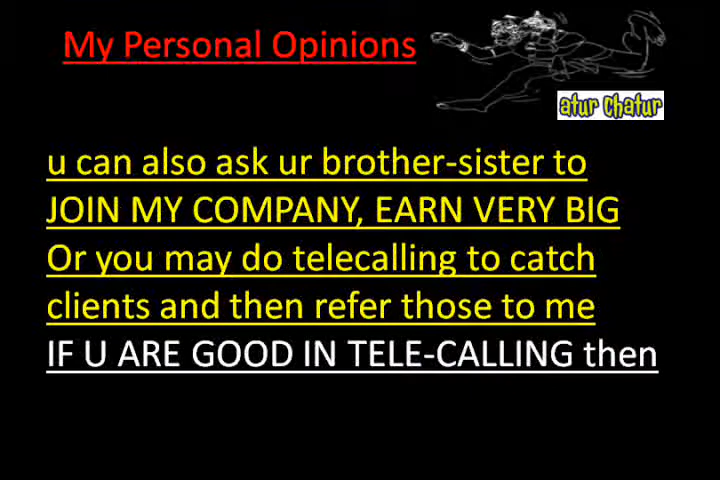 My Personal Opinions
atur Chatur
u can also ask ur brother-sister to
JOIN MY COMPANY, EARN VERY BIG
Or you may do telecalling to catch
clients and then refer those to me
IF U ARE GOOD IN TELE-CALLING then